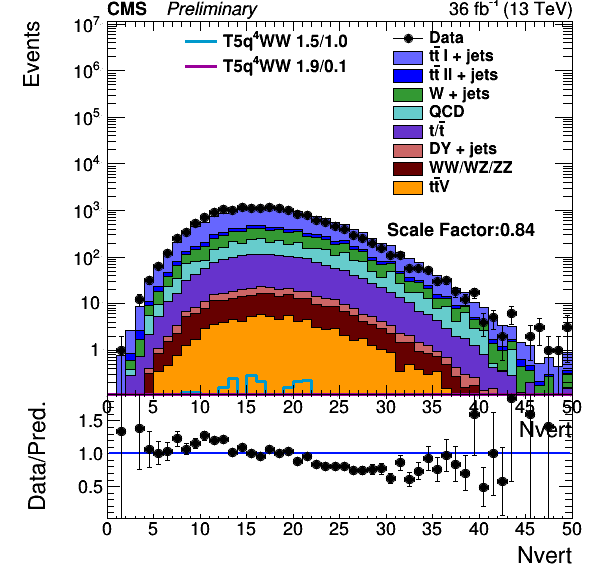 CMS Preliminary 36 fb⁻¹ (13 TeV)
Events
10⁷
10⁶
10⁵
10⁴
10³
10²
10
1
T5q⁴WW 1.5/1.0
T5q⁴WW 1.9/0.1
Data
tt̄ l + jets
tt̄ ll + jets
W + jets
QCD
t/t̄
DY + jets
WW/WZ/ZZ
tt̄V
Scale Factor:0.84
0 5 10 15 20 25 30 35 40 45 50
Nvert
Data/Pred.
1.5
1.0
0.5
0 5 10 15 20 25 30 35 40 45 50
Nvert